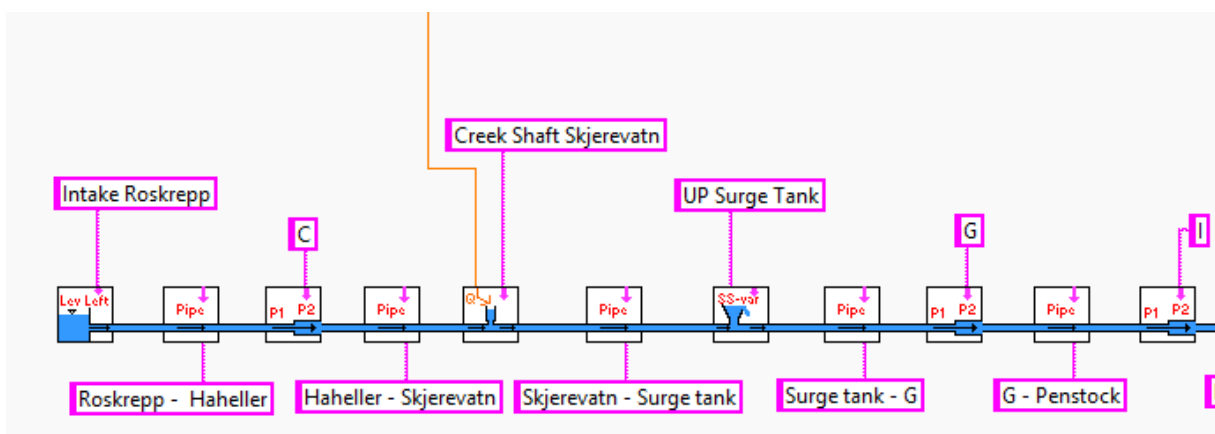 Creek Shaft Skjerevatn
Intake Roskrepp
UP Surge Tank
C
G
I
Lev Left
Pipe
P1 P2
Pipe
Q
Pipe
SS-var
Pipe
P1 P2
Pipe
P1 P2
Roskrepp - Haheller
Haheller - Skjerevatn
Skjerevatn - Surge tank
Surge tank - G
G - Penstock